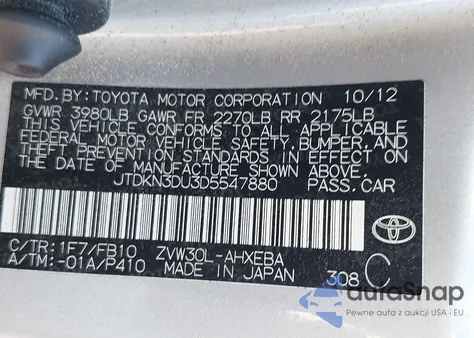 MFD.BY:TOYOTA MOTOR CORPORATION 10/12
GVWR 3980LB GAWR FR 2270LB RR 2175LB
THIS VEHICLE CONFORMS TO ALL APPLICABLE
FEDERAL MOTOR VEHICLE SAFETY, BUMPER, AND
THEFT PREVENTION STANDARDS IN EFFECT ON
THE DATE OF MANUFACTURE SHOWN ABOVE.
JTDKN3DU3D5547880 PASS.CAR
C/TR:1F7/FB10 ZVW30L-AHXEBA
A/TM:-01A/P410 MADE IN JAPAN 308 C
TOYOTA
auraSnap
Pewne auta z aukcji USA i EU